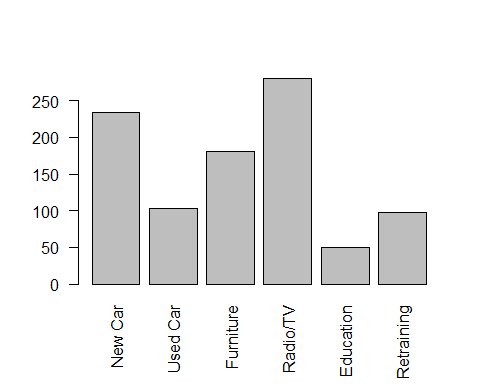 250
200
150
100
50
0
New Car
Used Car
Furniture
Radio/TV
Education
Retraining